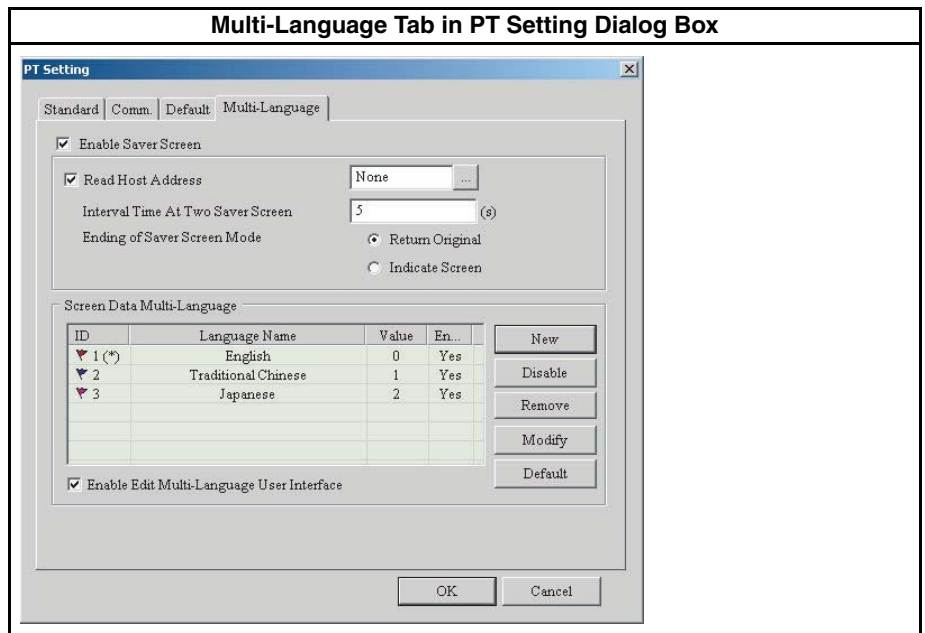 Multi-Language Tab in PT Setting Dialog Box
PT Setting
Standard Comm. Default Multi-Language
Enable Saver Screen
Read Host Address None ...
Interval Time At Two Saver Screen 5 (s)
Ending of Saver Screen Mode Return Original
Indicate Screen
Screen Data Multi-Language
ID Language Name Value En...
1 (*) English 0 Yes
2 Traditional Chinese 1 Yes
3 Japanese 2 Yes
New
Disable
Remove
Modify
Default
Enable Edit Multi-Language User Interface
OK Cancel